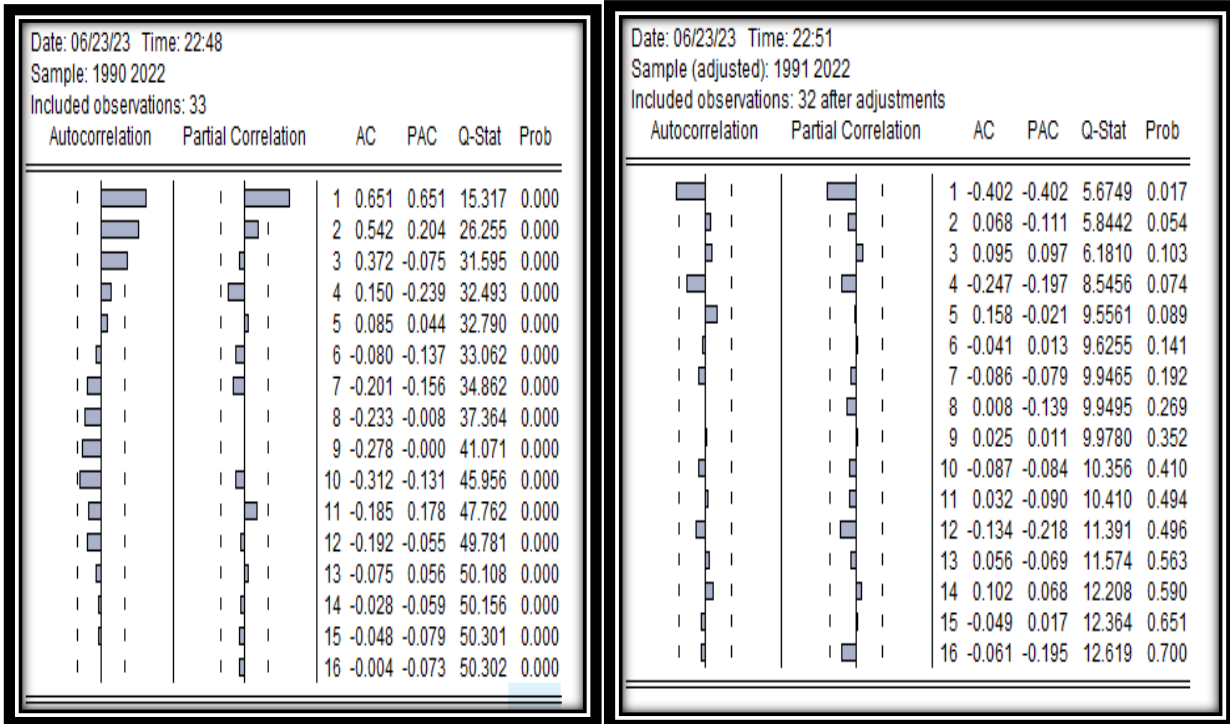 Date: 06/23/23 Time: 22:48
Sample: 1990 2022
Included observations: 33
Autocorrelation Partial Correlation AC PAC Q-Stat Prob
1 0.651 0.651 15.317 0.000
2 0.542 0.204 26.255 0.000
3 0.372 -0.075 31.595 0.000
4 0.150 -0.239 32.493 0.000
5 0.085 0.044 32.790 0.000
6 -0.080 -0.137 33.062 0.000
7 -0.201 -0.156 34.862 0.000
8 -0.233 -0.008 37.364 0.000
9 -0.278 -0.000 41.071 0.000
10 -0.312 -0.131 45.956 0.000
11 -0.185 0.178 47.762 0.000
12 -0.192 -0.055 49.781 0.000
13 -0.075 0.056 50.108 0.000
14 -0.028 -0.059 50.156 0.000
15 -0.048 -0.079 50.301 0.000
16 -0.004 -0.073 50.302 0.000
Date: 06/23/23 Time: 22:51
Sample (adjusted): 1991 2022
Included observations: 32 after adjustments
Autocorrelation Partial Correlation AC PAC Q-Stat Prob
1 -0.402 -0.402 5.6749 0.017
2 0.068 -0.111 5.8442 0.054
3 0.095 0.097 6.1810 0.103
4 -0.247 -0.197 8.5456 0.074
5 0.158 -0.021 9.5561 0.089
6 -0.041 0.013 9.6255 0.141
7 -0.086 -0.079 9.9465 0.192
8 0.008 -0.139 9.9495 0.269
9 0.025 0.011 9.9780 0.352
10 -0.087 -0.084 10.356 0.410
11 0.032 -0.090 10.410 0.494
12 -0.134 -0.218 11.391 0.496
13 0.056 -0.069 11.574 0.563
14 0.102 0.068 12.208 0.590
15 -0.049 0.017 12.364 0.651
16 -0.061 -0.195 12.619 0.700